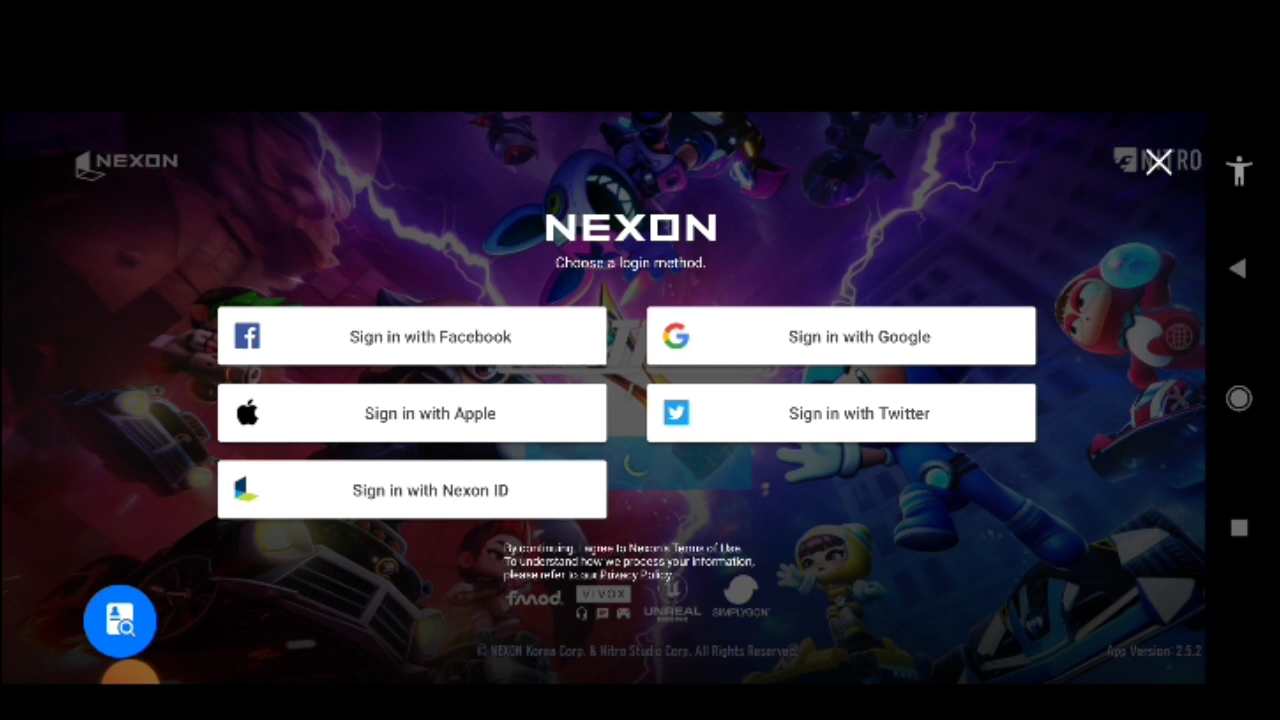 NEXON
NITRO
NEXON
Choose a login method.
Sign in with Facebook
Sign in with Google
Sign in with Apple
Sign in with Twitter
Sign in with Nexon ID
By continuing, I agree to Nexon's Terms of Use.
To understand how we process your information,
please refer to our Privacy Policy.
fmod
VIVOX
UNREAL
SIMPLYGON
© NEXON Korea Corp. & Nitro Studio Corp. All Rights Reserved.
App Version: 2.5.2